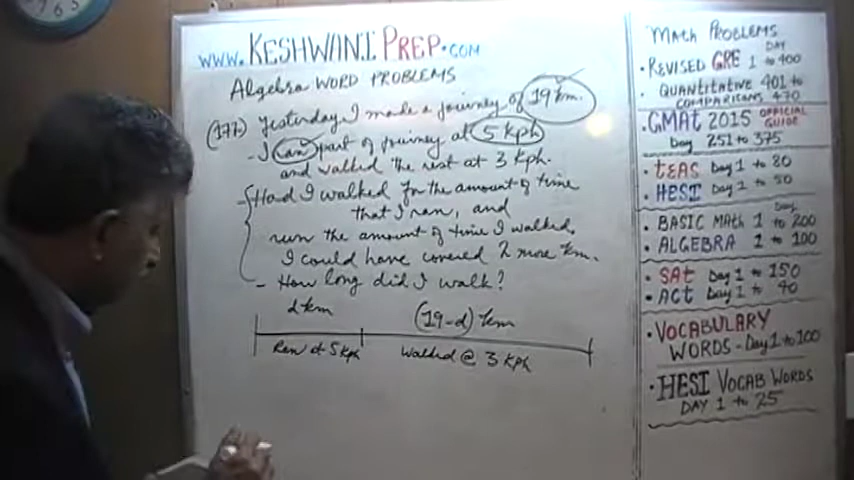 WWW. KESHWANI PREP.COM
Algebra WORD PROBLEMS
(177) Yesterday I made a journey of 19 km.
- I ran part of journey at 5 kph
and walked the rest at 3 kph.
- Had I walked for the amount of time
that I ran, and
run the amount of time I walked,
I could have covered 2 more km.
- How long did I walk?
d km (19-d) km
Ran at 5 kph Walked @ 3 kph
Math Problems
• REVISED GRE DAY 1 to 400
• QUANTITATIVE 401 to
COMPARISONS 470
• GMAT 2015 OFFICIAL GUIDE
Day 251 to 375
• TEAS Day 1 to 80
• HESI Day 1 to 50
Day
• BASIC MATH 1 to 200
• ALGEBRA 1 to 100
• SAt Day 1 to 150
• ACT Day 1 to 40
• VOCABULARY
WORDS - Day 1 to 100
• HESI VOCAB WORDS
DAY 1 to 25